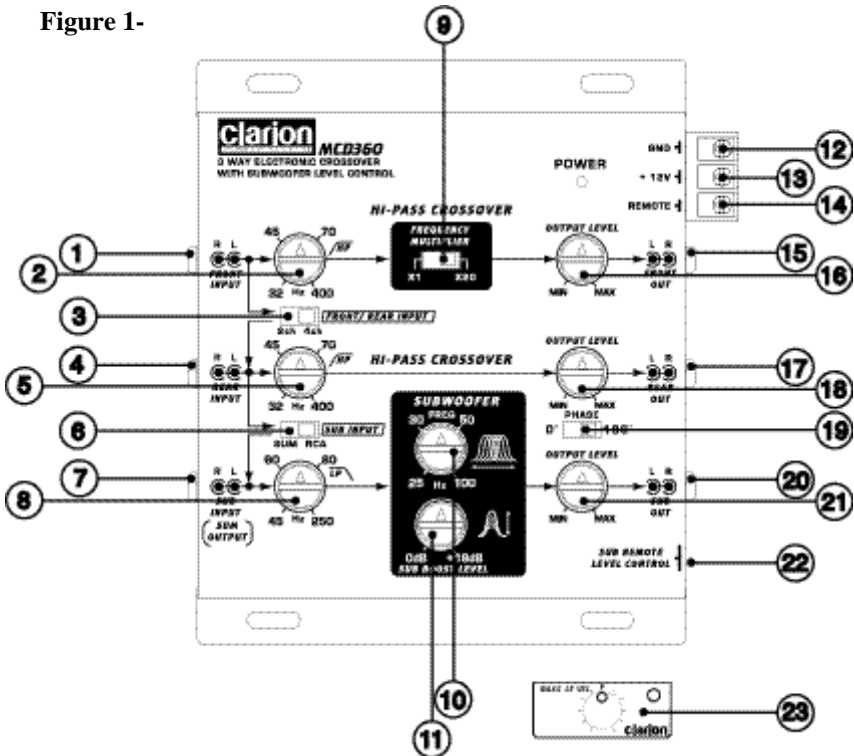 Figure 1-
9
clarion
MCD360
3 WAY ELECTRONIC CROSSOVER
WITH SUBWOOFER LEVEL CONTROL
POWER
GND
12
+ 12V
13
REMOTE
14
HI-PASS CROSSOVER
FREQUENCY
MULTIPLIER
X1 X20
OUTPUT LEVEL
MIN MAX
1
R L
FRONT
INPUT
2
45 70
HP
32 Hz 400
L R
FRONT
OUT
15
16
3
2ch 4ch
FRONT/ REAR INPUT
HI-PASS CROSSOVER
4
R L
REAR
INPUT
5
45 70
HP
32 Hz 400
OUTPUT LEVEL
MIN MAX
L R
REAR
OUT
17
18
6
SUM RCA
SUB INPUT
SUBWOOFER
FREQ
30 50
25 Hz 100
PHASE
0° 180°
19
7
R L
SUB
INPUT
(SUM
OUTPUT)
8
60 80
LP
45 Hz 250
0dB +18dB
SUB BOOST LEVEL
OUTPUT LEVEL
MIN MAX
L R
SUB
OUT
20
21
SUB REMOTE
LEVEL CONTROL
22
10
11
BASS LEVEL
clarion
23